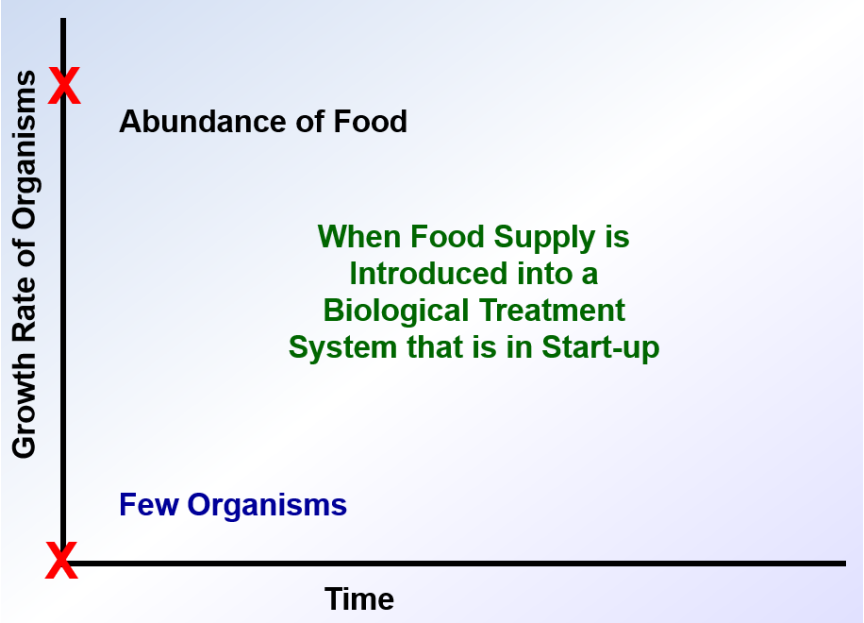 Growth Rate of Organisms
X
Abundance of Food
When Food Supply is
Introduced into a
Biological Treatment
System that is in Start-up
Few Organisms
X
Time